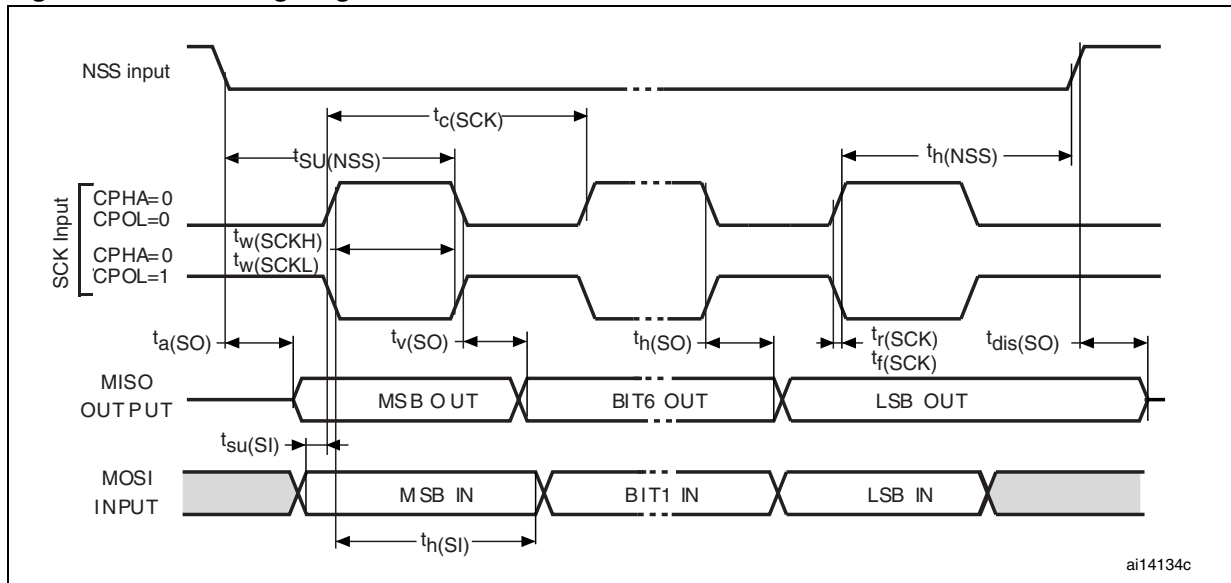 NSS input
tc(SCK)
tSU(NSS)
th(NSS)
SCK Input
CPHA=0
CPOL=0
tw(SCKH)
CPHA=0
tw(SCKL)
CPOL=1
ta(SO)
tv(SO)
th(SO)
tr(SCK)
tf(SCK)
tdis(SO)
MISO
OUTPUT
MSB OUT
BIT6 OUT
LSB OUT
tsu(SI)
MOSI
INPUT
MSB IN
BIT1 IN
LSB IN
th(SI)
ai14134c